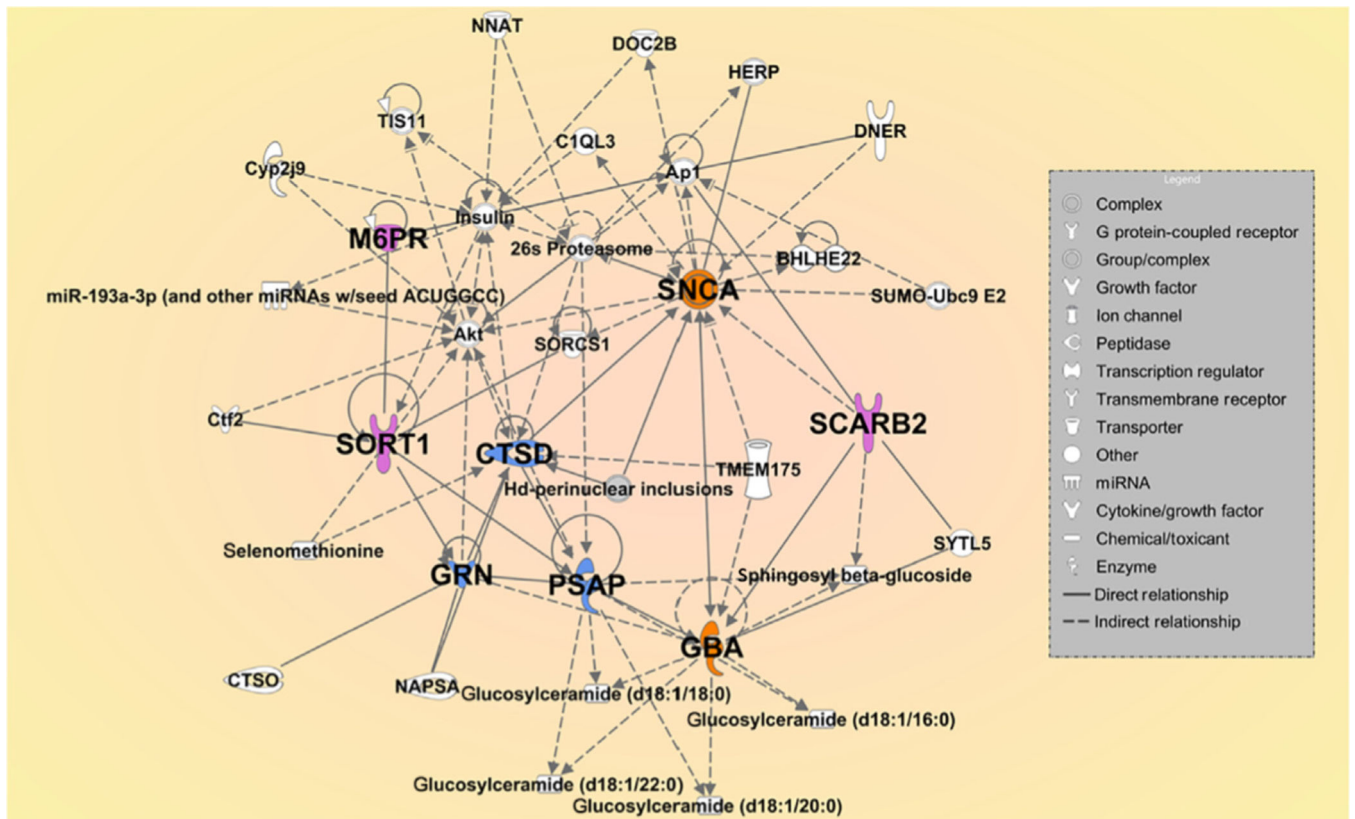 NNAT
DOC2B
HERP
TIS11
DNER
C1QL3
Cyp2j9
Ap1
Insulin
M6PR
26s Proteasome
BHLHE22
SNCA
miR-193a-3p (and other miRNAs w/seed ACUGGCC)
SUMO-Ubc9 E2
Akt
SORCS1
Ctf2
SORT1
SCARB2
CTSD
TMEM175
Hd-perinuclear inclusions
Selenomethionine
SYTL5
GRN
PSAP
Sphingosyl beta-glucoside
GBA
CTSO
NAPSA
Glucosylceramide (d18:1/18:0)
Glucosylceramide (d18:1/16:0)
Glucosylceramide (d18:1/22:0)
Glucosylceramide (d18:1/20:0)
Legend
Complex
G protein-coupled receptor
Group/complex
Growth factor
Ion channel
Peptidase
Transcription regulator
Transmembrane receptor
Transporter
Other
miRNA
Cytokine/growth factor
Chemical/toxicant
Enzyme
Direct relationship
Indirect relationship